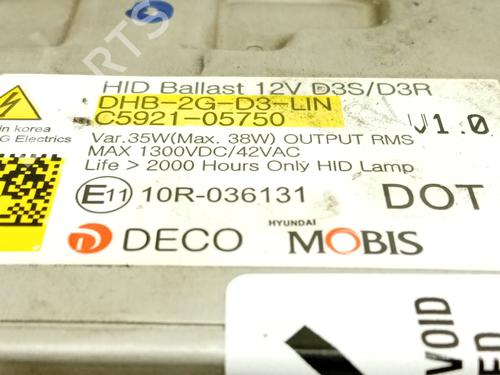 PARTS
HID Ballast 12V D3S/D3R
DHB-2G-D3-LIN
C5921-05750
V1.0
in korea
G Electrics
Var.35W(Max. 38W) OUTPUT RMS
MAX 1300VDC/42VAC
Life > 2000 Hours Only HID Lamp
E11 10R-036131 DOT
DECO HYUNDAI MOBIS
VOID